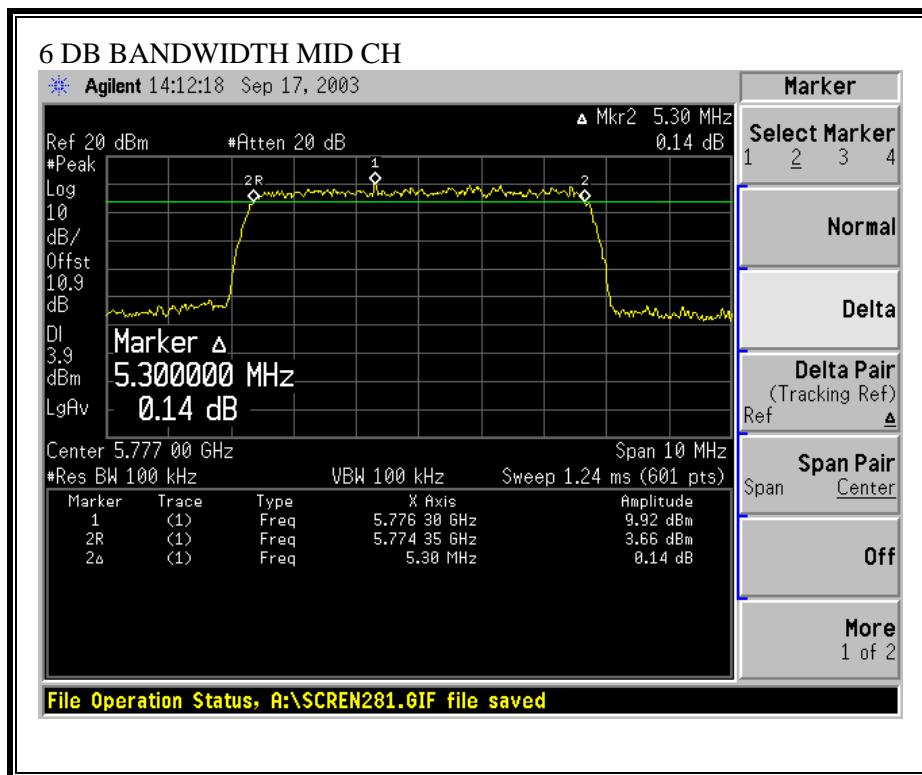 6 DB BANDWIDTH MID CH
Agilent 14:12:18 Sep 17, 2003
Δ Mkr2 5.30 MHz
Ref 20 dBm #Atten 20 dB 0.14 dB
#Peak
Log
10
dB/
Offst
10.9
dB
DI
3.9
dBm
LgAv
1
2R
2
Marker Δ
5.300000 MHz
0.14 dB
Center 5.777 00 GHz Span 10 MHz
#Res BW 100 kHz VBW 100 kHz Sweep 1.24 ms (601 pts)
Marker Trace Type X Axis Amplitude
1 (1) Freq 5.776 30 GHz 9.92 dBm
2R (1) Freq 5.774 35 GHz 3.66 dBm
2Δ (1) Freq 5.30 MHz 0.14 dB
Marker
Select Marker
1 2 3 4
Normal
Delta
Delta Pair
(Tracking Ref)
Ref Δ
Span Pair
Span Center
Off
More
1 of 2
File Operation Status, A:\SCREN281.GIF file saved